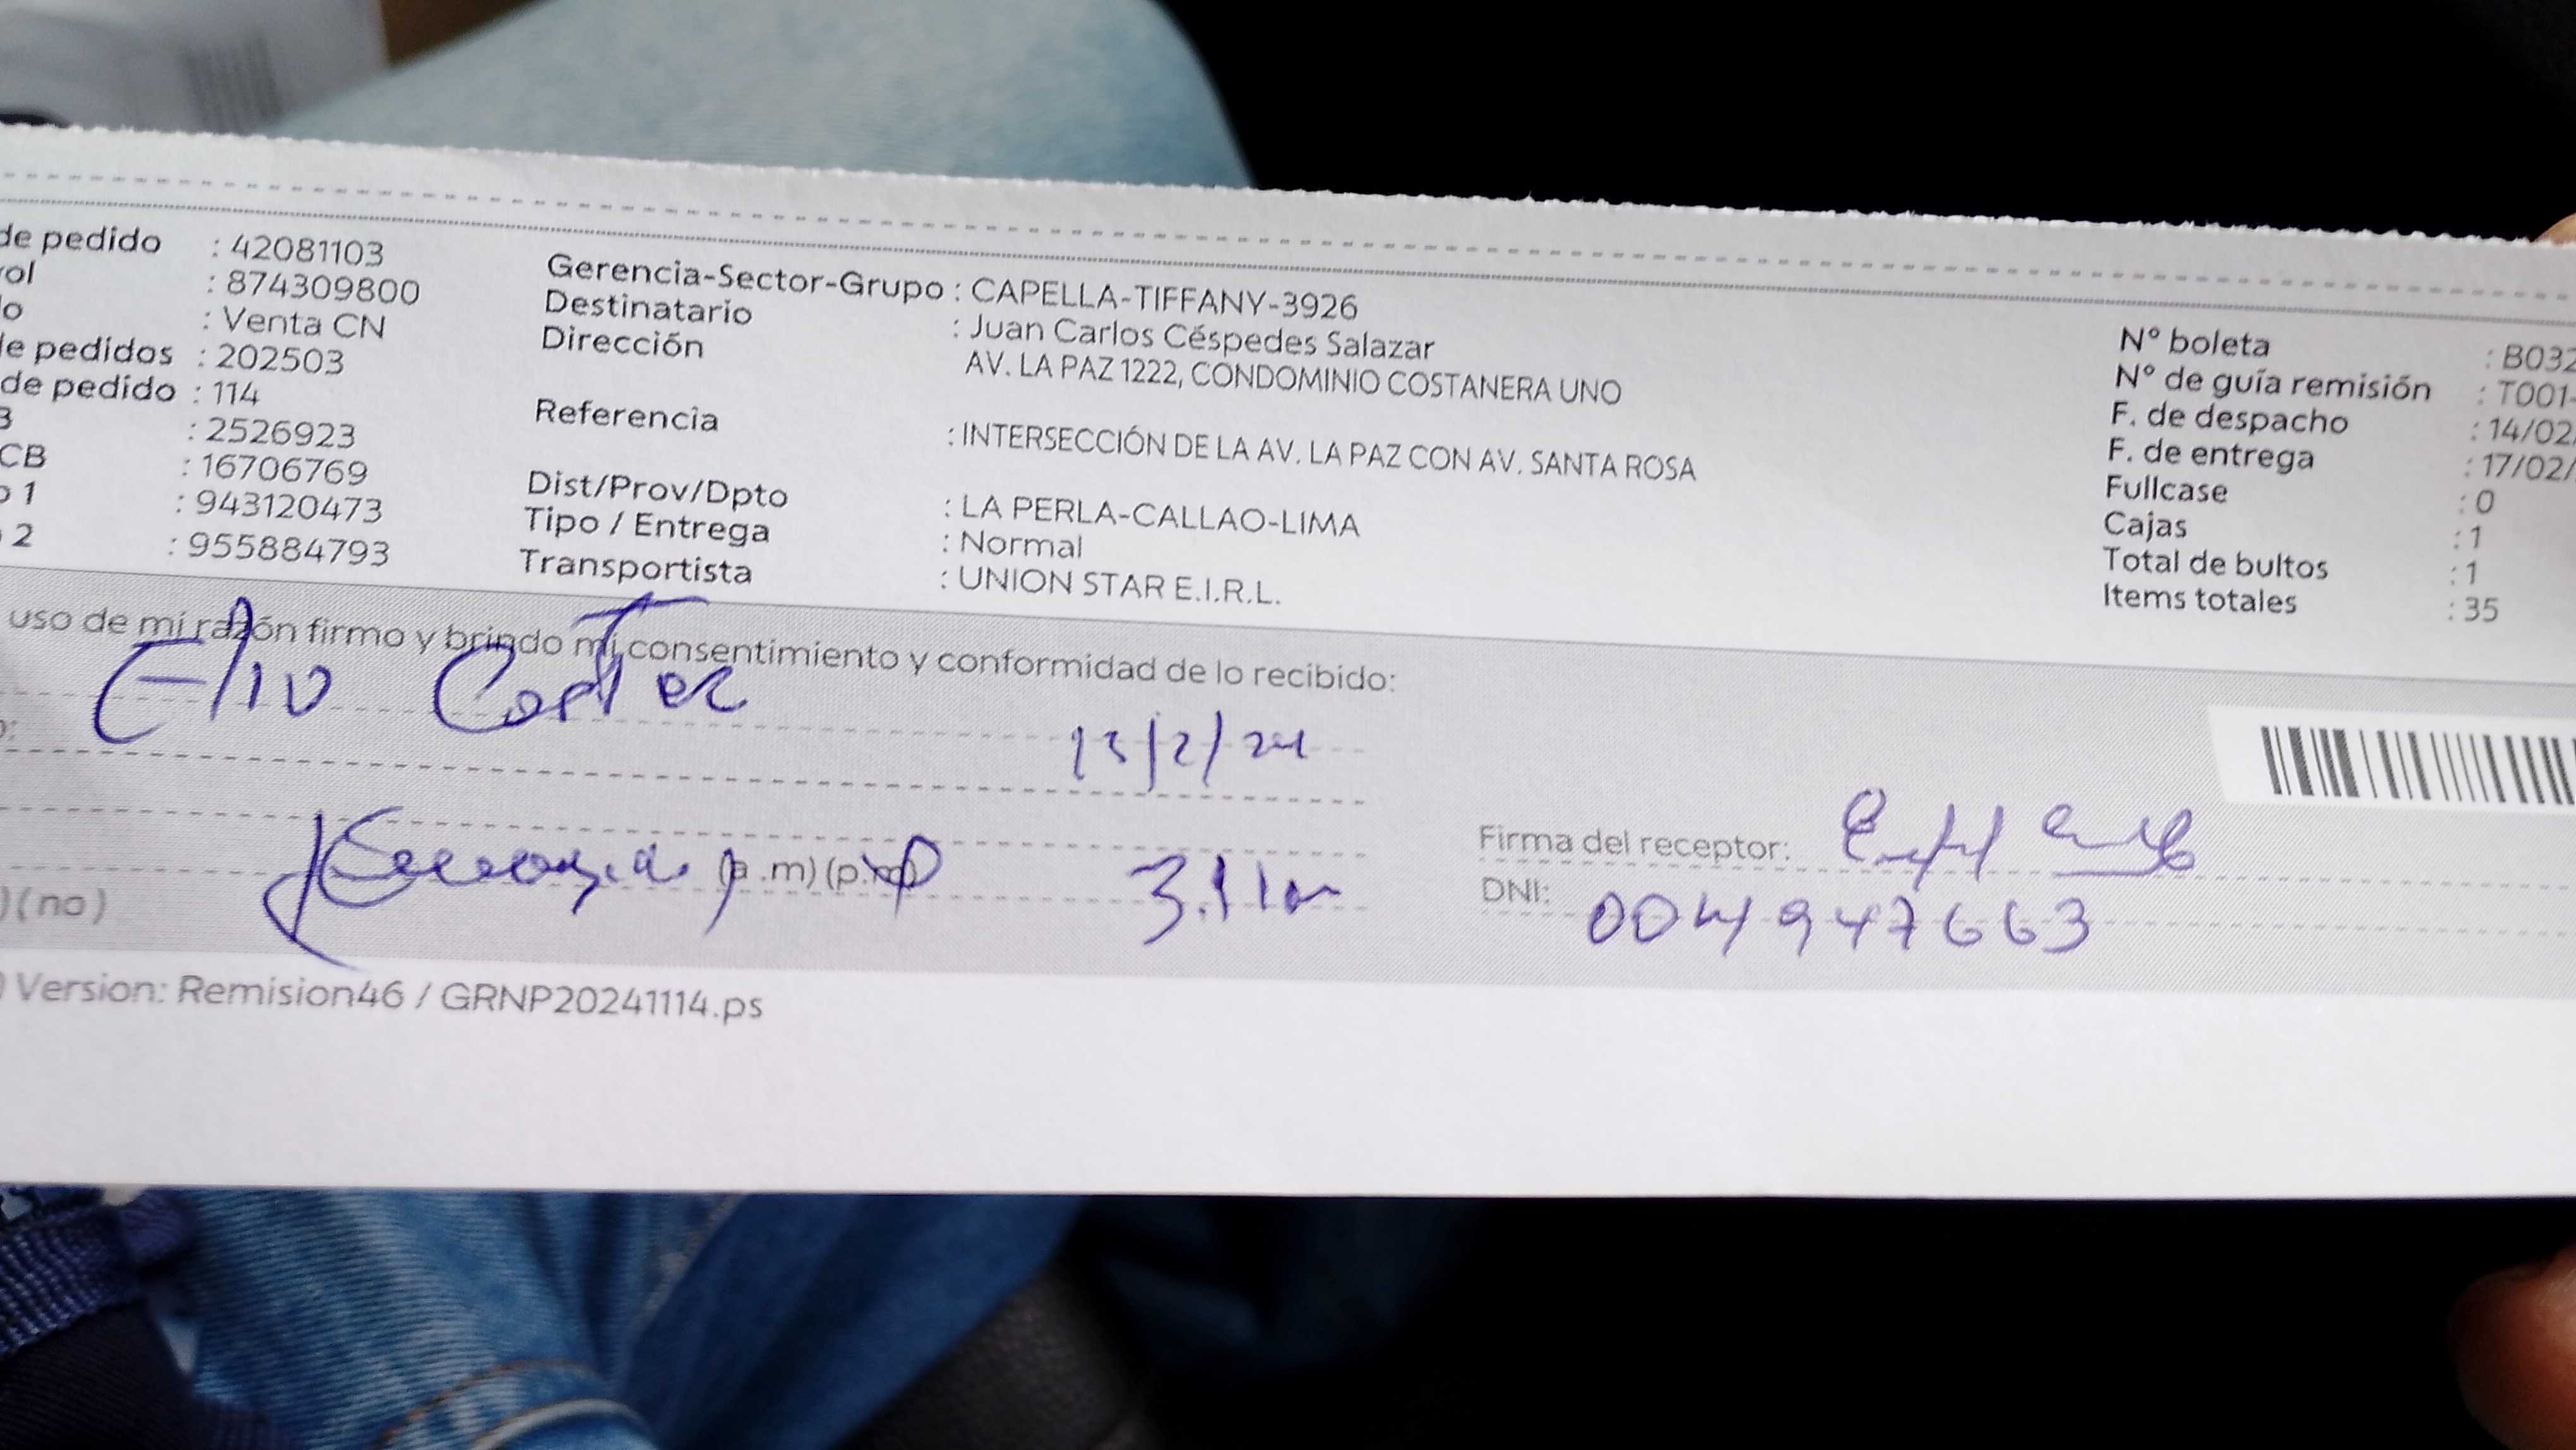 de pedido : 42081103
rol : 874309800
o : Venta CN
de pedidos : 202503
de pedido : 114
: 2526923
CB : 16706769
1 : 943120473
2 : 955884793
Gerencia-Sector-Grupo : CAPELLA-TIFFANY-3926
Destinatario : Juan Carlos Céspedes Salazar
Dirección AV. LA PAZ 1222, CONDOMINIO COSTANERA UNO
Referencia : INTERSECCIÓN DE LA AV. LA PAZ CON AV. SANTA ROSA
Dist/Prov/Dpto : LA PERLA-CALLAO-LIMA
Tipo / Entrega : Normal
Transportista : UNION STAR E.I.R.L.
N° boleta : B032
N° de guía remisión : T001-
F. de despacho : 14/02
F. de entrega : 17/02/
Fullcase : 0
Cajas : 1
Total de bultos : 1
Items totales : 35
uso de mi razón firmo y brindo mi consentimiento y conformidad de lo recibido:
Elio
(a.m) (p.m)
Firma del receptor:
)(no)
DNI: 004947663
) Version: Remision46 / GRNP20241114.ps